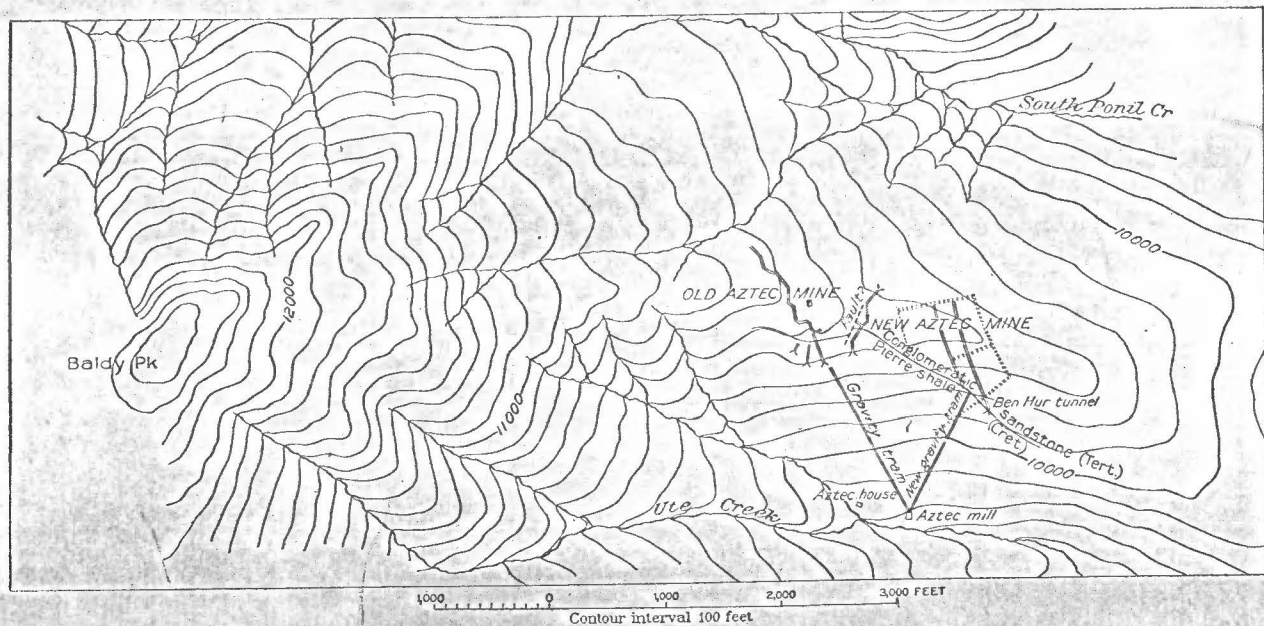 South Ponil Cr
10000
12000
OLD AZTEC MINE
Fault?
NEW AZTEC MINE
Baldy Pk
Conglomeratic
Pierre shale
Ben Hur tunnel
11000
Gravity tram
New gravity tram
Sandstone (Tert.)
(Cret)
10000
Aztec house
Ute Creek
Aztec mill
1,000 0 1,000 2,000 3,000 FEET
Contour interval 100 feet